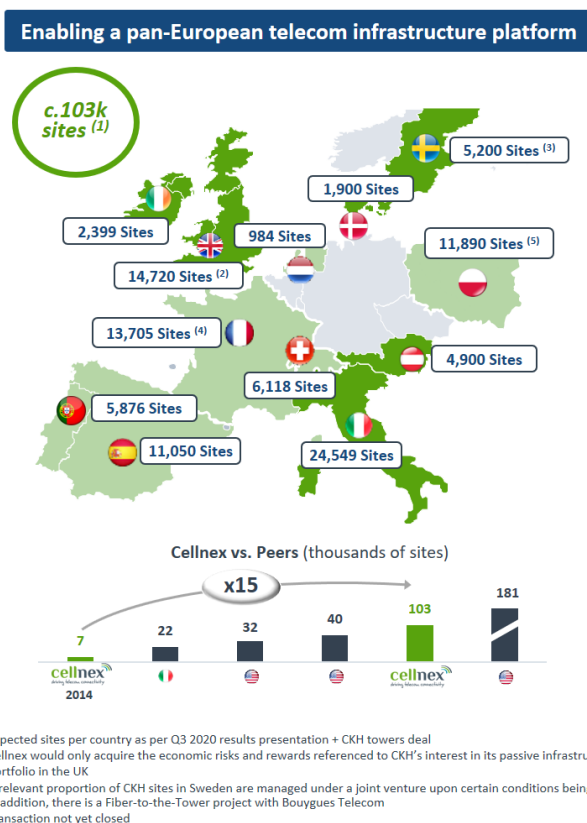 Enabling a pan-European telecom infrastructure platform
c.103k
sites (1)
5,200 Sites (3)
1,900 Sites
2,399 Sites
984 Sites
11,890 Sites (5)
14,720 Sites (2)
13,705 Sites (4)
4,900 Sites
6,118 Sites
5,876 Sites
11,050 Sites
24,549 Sites
Cellnex vs. Peers (thousands of sites)
x15
181
103
40
32
22
7
cellnex
driving telecom connectivity
2014
cellnex
driving telecom connectivity
pected sites per country as per Q3 2020 results presentation + CKH towers deal
ellnex would only acquire the economic risks and rewards referenced to CKH's interest in its passive infrastru
ortfolio in the UK
relevant proportion of CKH sites in Sweden are managed under a joint venture upon certain conditions being
addition, there is a Fiber-to-the-Tower project with Bouygues Telecom
ansaction not yet closed